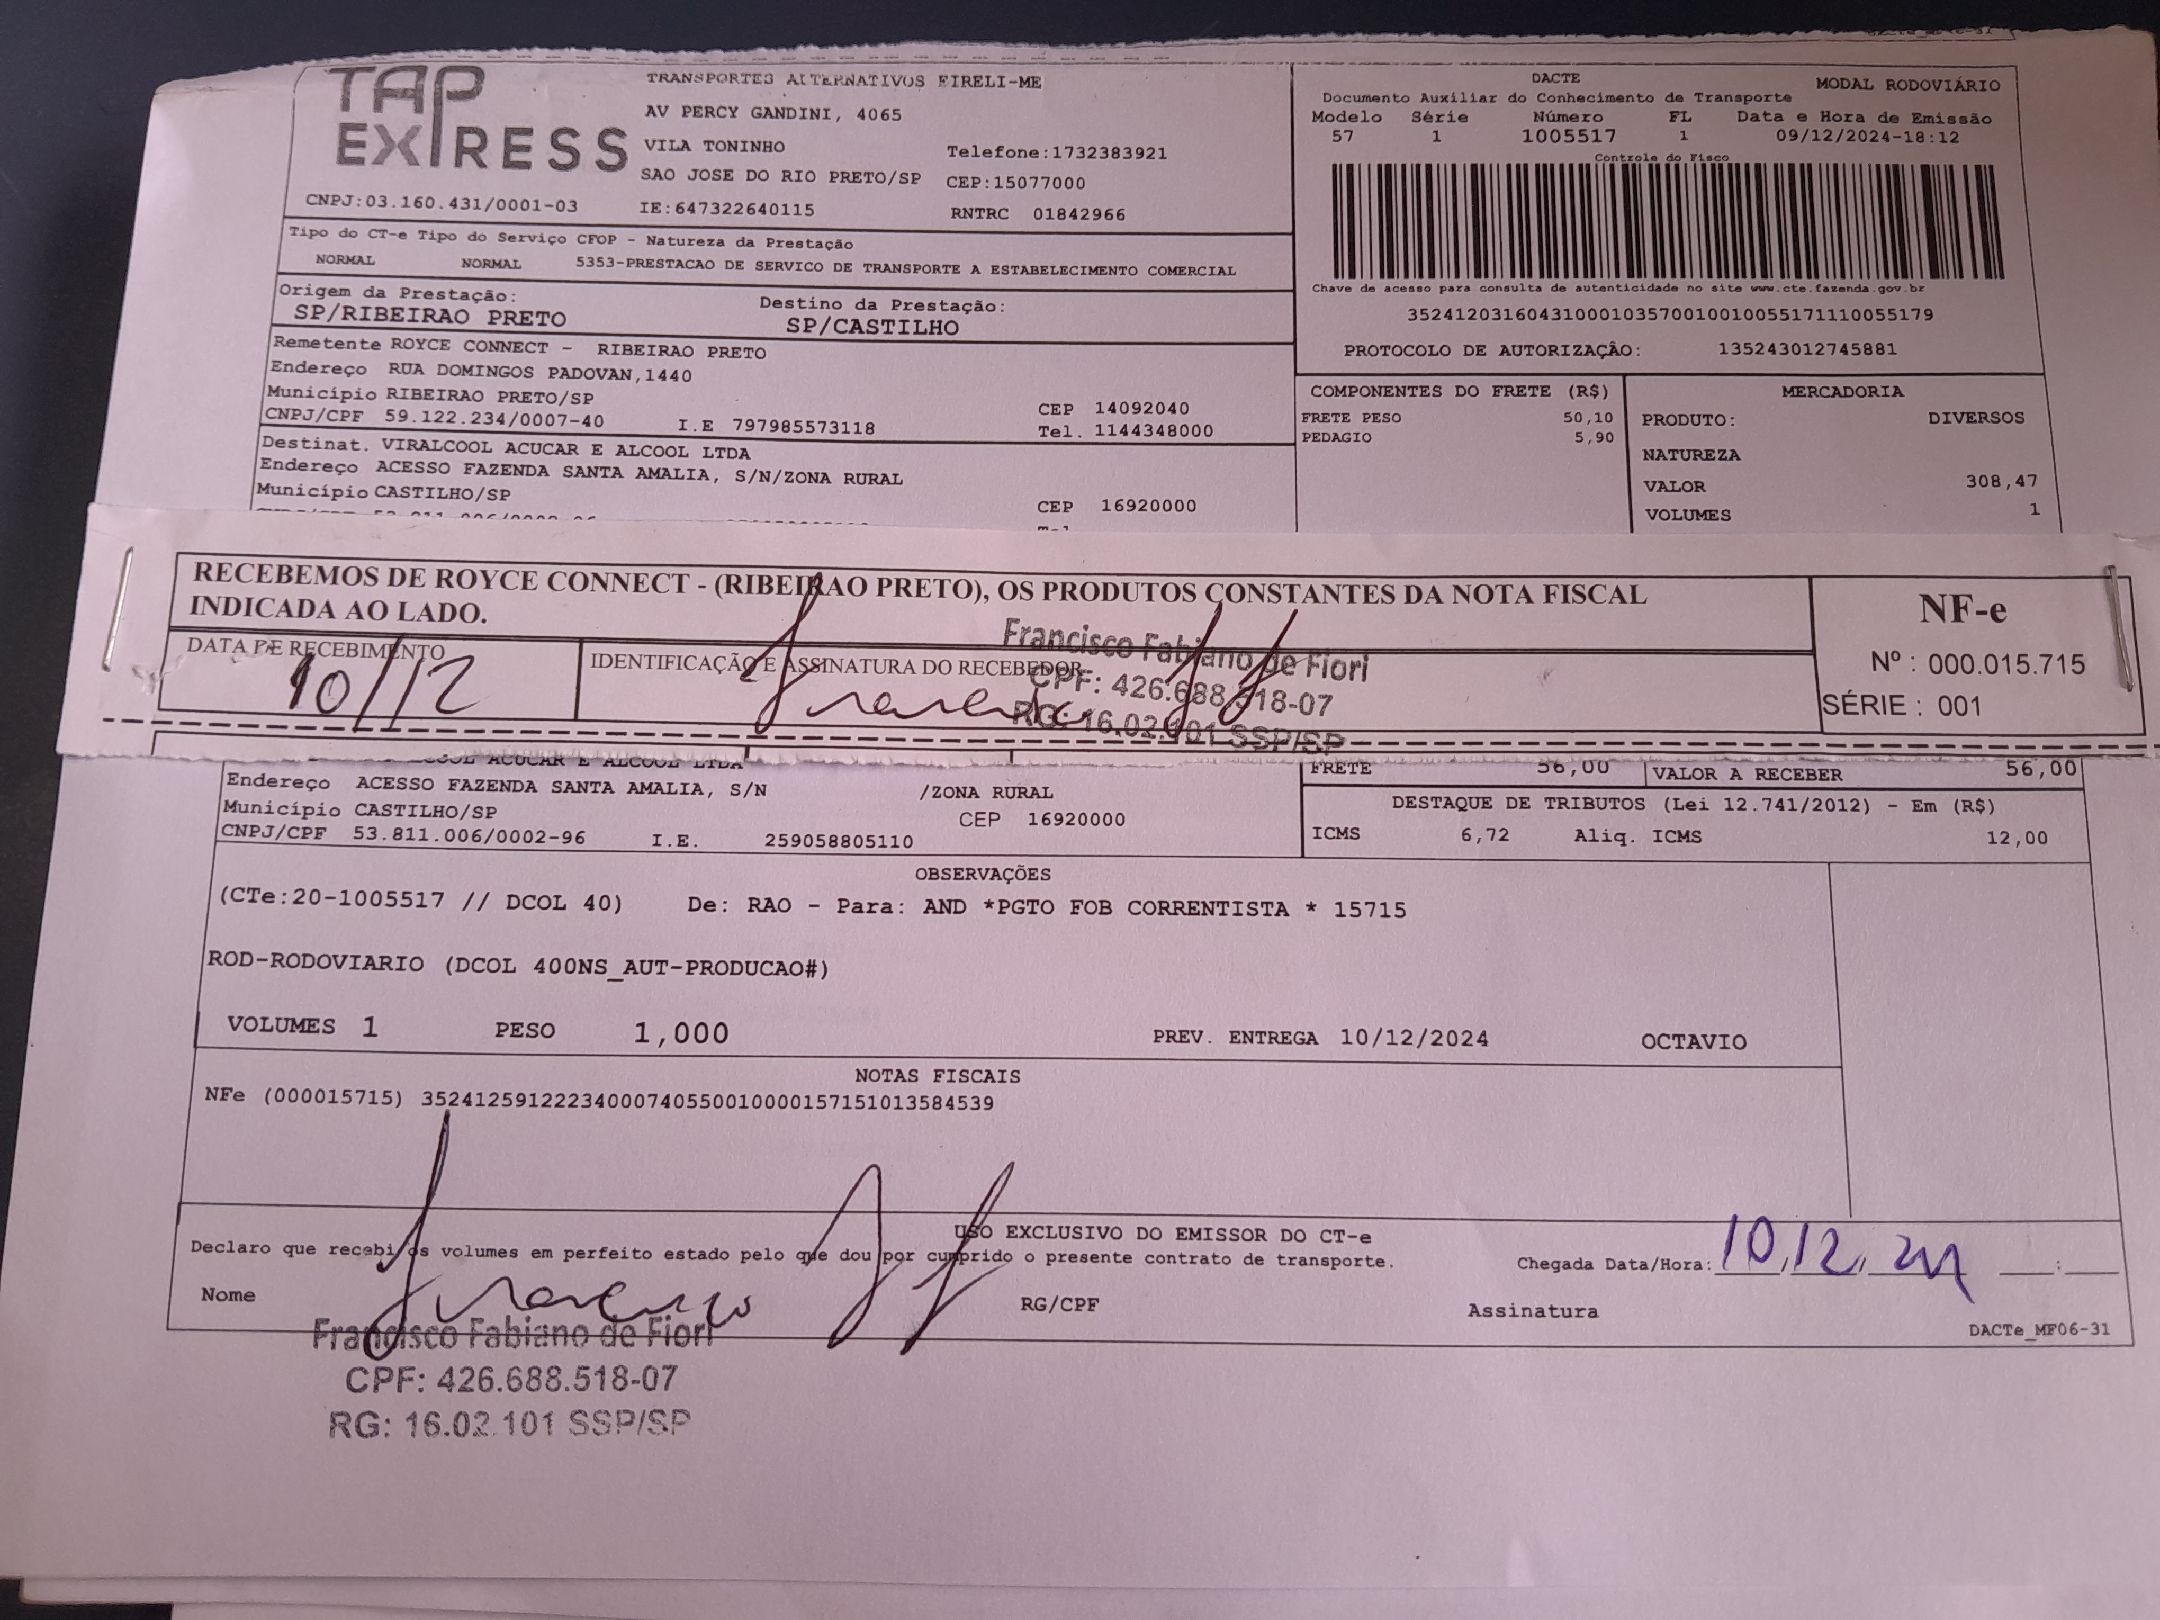 TAP EXPRESS
TRANSPORTES ALTERNATIVOS EIRELI-ME
AV PERCY GANDINI, 4065
VILA TONINHO
Telefone:1732383921
SAO JOSE DO RIO PRETO/SP CEP:15077000
CNPJ:03.160.431/0001-03 IE:647322640115 RNTRC 01842966
DACTE MODAL RODOVIÁRIO
Documento Auxiliar do Conhecimento de Transporte
Modelo Série Número FL Data e Hora de Emissão
57 1 1005517 1 09/12/2024-18:12
Controle do Fisco
Chave de acesso para consulta de autenticidade no site www.cte.fazenda.gov.br
35241203160431000103570010010055171110055179
PROTOCOLO DE AUTORIZAÇÃO: 135243012745881
Tipo do CT-e Tipo do Serviço CFOP - Natureza da Prestação
NORMAL NORMAL 5353-PRESTACAO DE SERVICO DE TRANSPORTE A ESTABELECIMENTO COMERCIAL
Origem da Prestação: Destino da Prestação:
SP/RIBEIRAO PRETO SP/CASTILHO
Remetente ROYCE CONNECT - RIBEIRAO PRETO
Endereço RUA DOMINGOS PADOVAN,1440
Município RIBEIRAO PRETO/SP CEP 14092040
CNPJ/CPF 59.122.234/0007-40 I.E 797985573118 Tel. 1144348000
Destinat. VIRALCOOL ACUCAR E ALCOOL LTDA
Endereço ACESSO FAZENDA SANTA AMALIA, S/N/ZONA RURAL
Município CASTILHO/SP CEP 16920000
COMPONENTES DO FRETE (R$)
FRETE PESO 50,10
PEDAGIO 5,90
MERCADORIA
PRODUTO: DIVERSOS
NATUREZA
VALOR 308,47
VOLUMES 1
RECEBEMOS DE ROYCE CONNECT - (RIBEIRAO PRETO), OS PRODUTOS CONSTANTES DA NOTA FISCAL
INDICADA AO LADO.
DATA DE RECEBIMENTO
10/12
IDENTIFICAÇÃO E ASSINATURA DO RECEBEDOR
Francisco Fabiano de Fiori
CPF: 426.688.518-07
RG: 16.02.101 SSP/SP
NF-e
Nº : 000.015.715
SÉRIE : 001
ACUCAR E ALCOOL LTDA
Endereço ACESSO FAZENDA SANTA AMALIA, S/N /ZONA RURAL
Município CASTILHO/SP CEP 16920000
CNPJ/CPF 53.811.006/0002-96 I.E. 259058805110
FRETE 56,00 VALOR A RECEBER 56,00
DESTAQUE DE TRIBUTOS (Lei 12.741/2012) - Em (R$)
ICMS 6,72 Aliq. ICMS 12,00
OBSERVAÇÕES
(CTe:20-1005517 // DCOL 40) De: RAO - Para: AND *PGTO FOB CORRENTISTA * 15715
ROD-RODOVIARIO (DCOL 400NS_AUT-PRODUCAO#)
VOLUMES 1 PESO 1,000 PREV. ENTREGA 10/12/2024 OCTAVIO
NOTAS FISCAIS
NFe (000015715) 35241259122234000740550010000157151013584539
USO EXCLUSIVO DO EMISSOR DO CT-e
Declaro que recebi os volumes em perfeito estado pelo que dou por cumprido o presente contrato de transporte.
Chegada Data/Hora: 10/12/24 __:__
Nome RG/CPF Assinatura
DACTe_MF06-31
Francisco Fabiano de Fiori
CPF: 426.688.518-07
RG: 16.02.101 SSP/SP